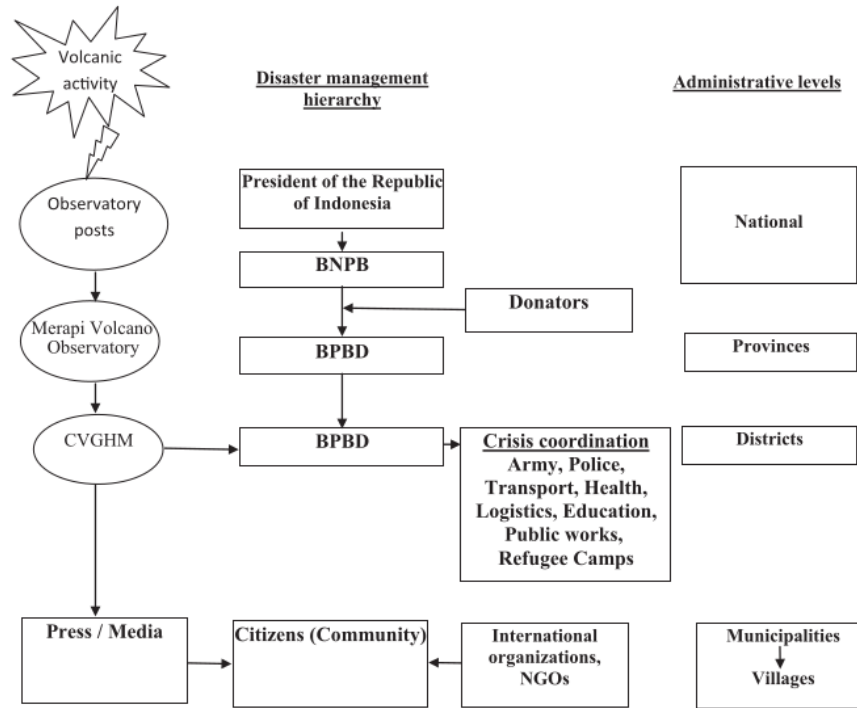 Volcanic
activity
Disaster management
hierarchy
Administrative levels
Observatory
posts
President of the Republic
of Indonesia
National
BNPB
Donators
Merapi Volcano
Observatory
BPBD
Provinces
CVGHM
BPBD
Crisis coordination
Army, Police,
Transport, Health,
Logistics, Education,
Public works,
Refugee Camps
Districts
Press / Media
Citizens (Community)
International
organizations,
NGOs
Municipalities
Villages